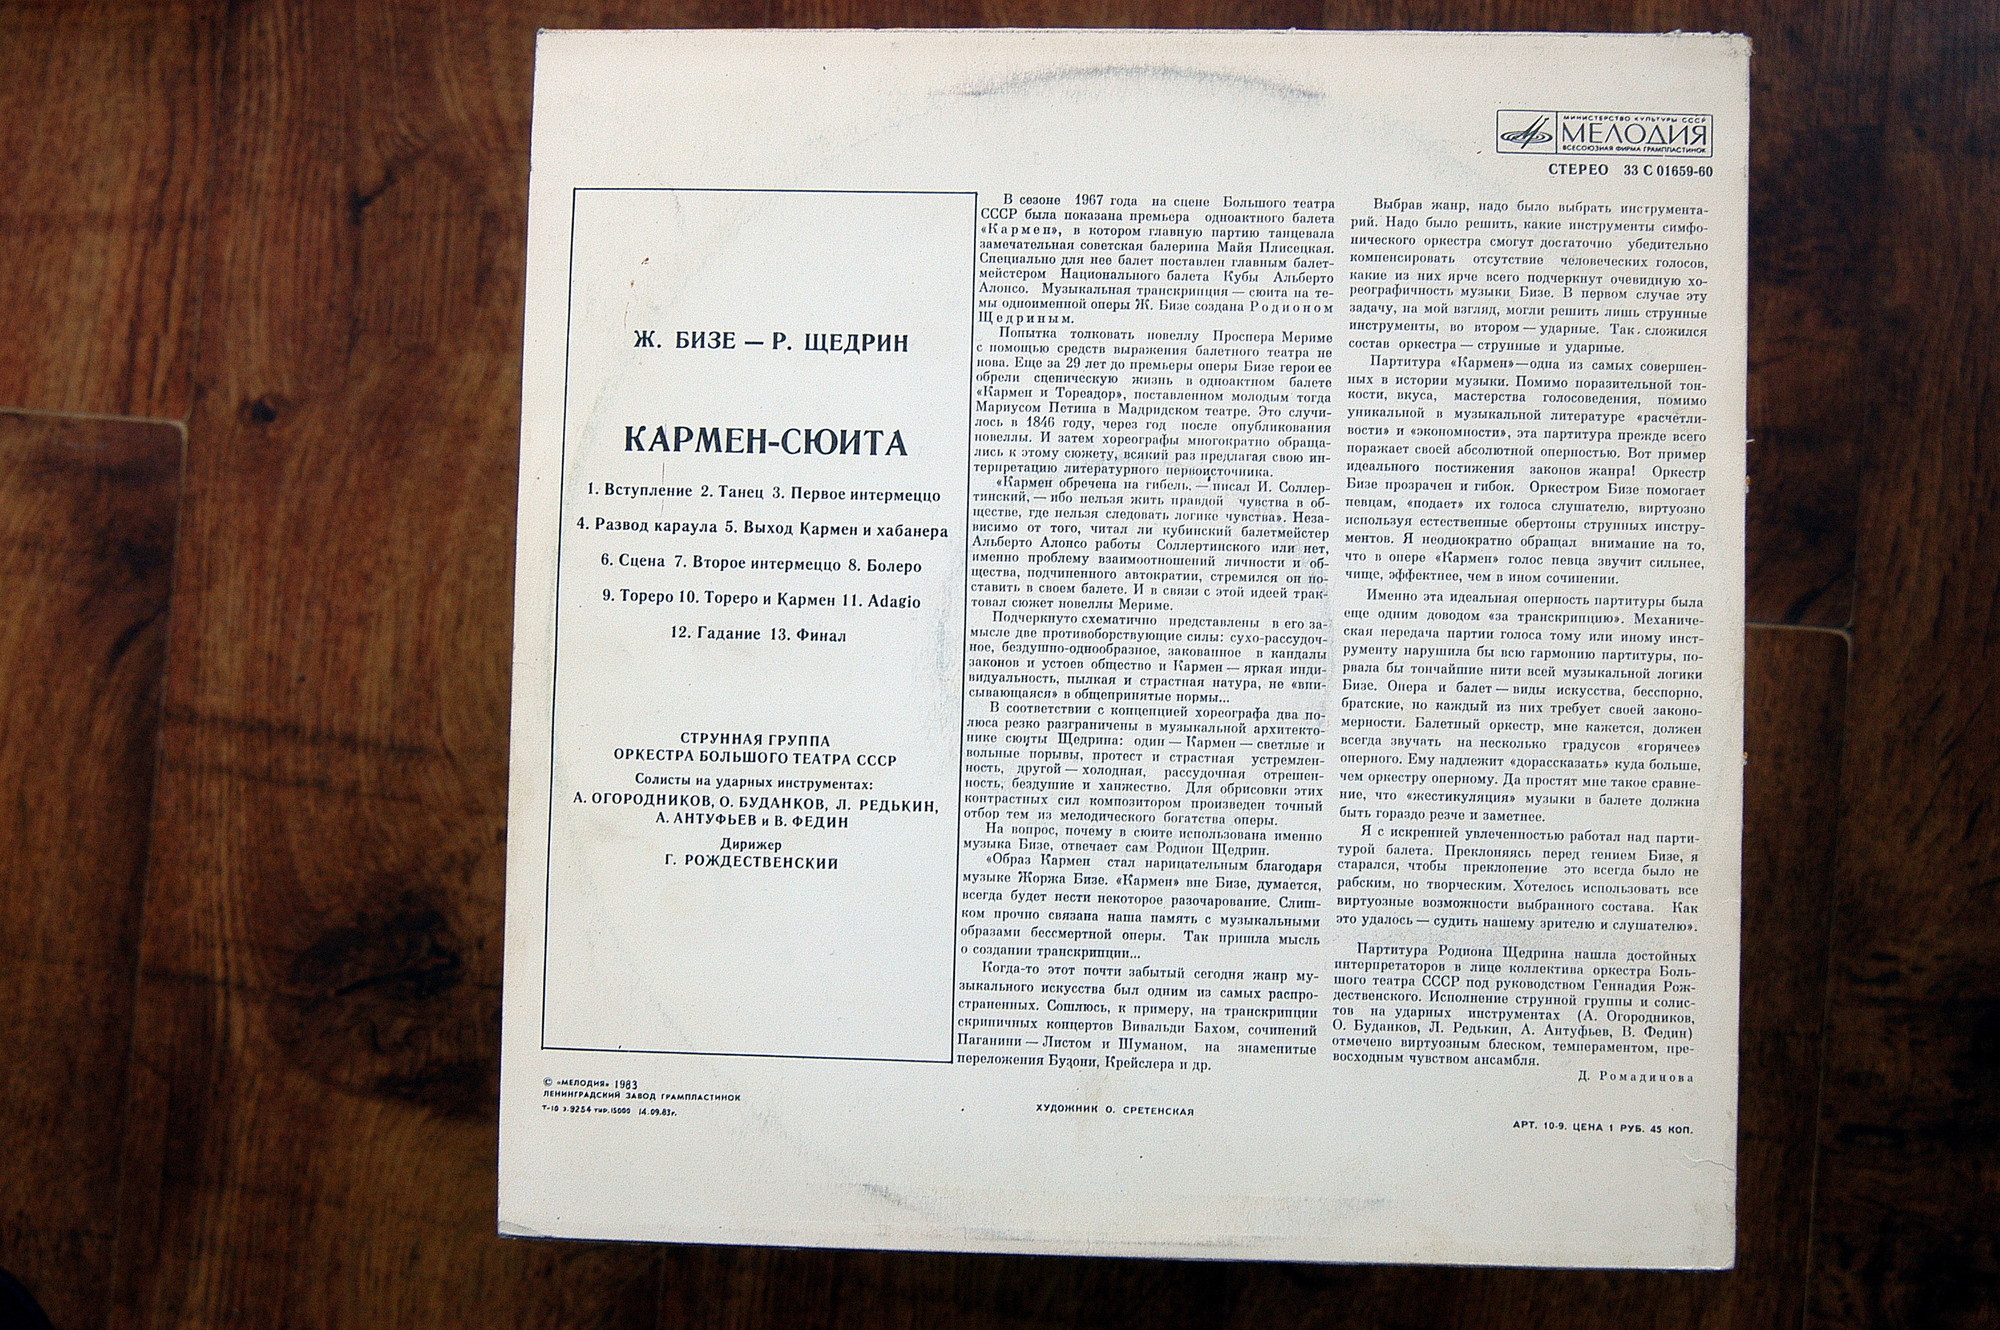 МИНИСТЕРСТВО КУЛЬТУРЫ СССР
МЕЛОДИЯ
ВСЕСОЮЗНАЯ ФИРМА ГРАМПЛАСТИНОК
СТЕРЕО 33 С 01659-60
Ж. БИЗЕ — Р. ЩЕДРИН
КАРМЕН-СЮИТА
1. Вступление 2. Танец 3. Первое интермеццо
4. Развод караула 5. Выход Кармен и хабанера
6. Сцена 7. Второе интермеццо 8. Болеро
9. Тореро 10. Тореро и Кармен 11. Adagio
12. Гадание 13. Финал
СТРУННАЯ ГРУППА
ОРКЕСТРА БОЛЬШОГО ТЕАТРА СССР
Солисты на ударных инструментах:
А. ОГОРОДНИКОВ, О. БУДАНКОВ, Л. РЕДЬКИН,
А. АНТУФЬЕВ и В. ФЕДИН
Дирижер
Г. РОЖДЕСТВЕНСКИЙ
В сезоне 1967 года на сцене Большого театра
СССР была показана премьера одноактного балета
«Кармен», в котором главную партию танцевала
замечательная советская балерина Майя Плисецкая.
Специально для нее балет поставлен главным балет-
мейстером Национального балета Кубы Альберто
Алонсо. Музыкальная транскрипция — сюита на те-
мы одноименной оперы Ж. Бизе создана Родионом
Щедриным.
Попытка толковать новеллу Проспера Мериме
с помощью средств выражения балетного театра не
нова. Еще за 29 лет до премьеры оперы Бизе герои ее
обрели сценическую жизнь в одноактном балете
«Кармен и Тореадор», поставленном молодым тогда
Мариусом Петипа в Мадридском театре. Это случи-
лось в 1846 году, через год после опубликования
новеллы. И затем хореографы многократно обраща-
лись к этому сюжету, всякий раз предлагая свою ин-
терпретацию литературного первоисточника.
«Кармен обречена на гибель, — писал И. Соллер-
тинский, — ибо нельзя жить правдой чувства в об-
ществе, где нельзя следовать логике чувства». Неза-
висимо от того, читал ли кубинский балетмейстер
Альберто Алонсо работы Соллертинского или нет,
именно проблему взаимоотношений личности и об-
щества, подчиненного автократии, стремился он по-
ставить в своем балете. И в связи с этой идеей трак-
товал сюжет новеллы Мериме.
Подчеркнуто схематично представлены в его за-
мысле две противоборствующие силы: сухо-рассудоч-
ное, бездушно-однообразное, закованное в кандалы
законов и устоев общество и Кармен — яркая инди-
видуальность, пылкая и страстная натура, не «впи-
сывающаяся» в общепринятые нормы...
В соответствии с концепцией хореографа два по-
люса резко разграничены в музыкальной архитекто-
нике сюиты Щедрина: один — Кармен — светлые и
вольные порывы, протест и страстная устремлен-
ность, другой — холодная, рассудочная отрешен-
ность, бездушие и ханжество. Для обрисовки этих
контрастных сил композитором произведен точный
отбор тем из мелодического богатства оперы.
На вопрос, почему в сюите использована именно
музыка Бизе, отвечает сам Родион Щедрин.
«Образ Кармен стал нарицательным благодаря
музыке Жоржа Бизе. «Кармен» вне Бизе, думается,
всегда будет нести некоторое разочарование. Слиш-
ком прочно связана наша память с музыкальными
образами бессмертной оперы. Так пришла мысль
о создании транскрипции...
Когда-то этот почти забытый сегодня жанр му-
зыкального искусства был одним из самых распро-
страненных. Сошлюсь, к примеру, на транскрипции
скрипичных концертов Вивальди Бахом, сочинений
Паганини — Листом и Шуманом, на знаменитые
переложения Бузони, Крейслера и др.
Выбрав жанр, надо было выбрать инструмента-
рий. Надо было решить, какие инструменты симфо-
нического оркестра смогут достаточно убедительно
компенсировать отсутствие человеческих голосов,
какие из них ярче всего подчеркнут очевидную хо-
реографичность музыки Бизе. В первом случае эту
задачу, на мой взгляд, могли решить лишь струнные
инструменты, во втором — ударные. Так сложился
состав оркестра — струнные и ударные.
Партитура «Кармен» — одна из самых совершен-
ных в истории музыки. Помимо поразительной тон-
кости, вкуса, мастерства голосоведения, помимо
уникальной в музыкальной литературе «расчетли-
вости» и «экономности», эта партитура прежде всего
поражает своей абсолютной оперностью. Вот пример
идеального постижения законов жанра! Оркестр
Бизе прозрачен и гибок. Оркестром Бизе помогает
певцам, «подает» их голоса слушателю, виртуозно
используя естественные обертоны струнных инстру-
ментов. Я неоднократно обращал внимание на то,
что в опере «Кармен» голос певца звучит сильнее,
чище, эффектнее, чем в ином сочинении.
Именно эта идеальная оперность партитуры была
еще одним доводом «за транскрипцию». Механиче-
ская передача партии голоса тому или иному инст-
рументу нарушила бы всю гармонию партитуры, по-
рвала бы тончайшие нити всей музыкальной логики
Бизе. Опера и балет — виды искусства, бесспорно,
братские, но каждый из них требует своей законо-
мерности. Балетный оркестр, мне кажется, должен
всегда звучать на несколько градусов «горячее»
оперного. Ему надлежит «дорассказать» куда больше,
чем оркестру оперному. Да простят мне такое сравне-
ние, что «жестикуляция» музыки в балете должна
быть гораздо резче и заметнее.
Я с искренней увлеченностью работал над парти-
турой балета. Преклоняясь перед гением Бизе, я
старался, чтобы преклонение это всегда было не
рабским, но творческим. Хотелось использовать все
виртуозные возможности выбранного состава. Как
это удалось — судить нашему зрителю и слушателю».
Партитура Родиона Щедрина нашла достойных
интерпретаторов в лице коллектива оркестра Боль-
шого театра СССР под руководством Геннадия Рож-
дественского. Исполнение струнной группы и солис-
тов на ударных инструментах (А. Огородников,
О. Буданков, Л. Редькин, А. Антуфьев, В. Федин)
отмечено виртуозным блеском, темпераментом, пре-
восходным чувством ансамбля.
Д. Ромадинова
© «МЕЛОДИЯ» 1983
ЛЕНИНГРАДСКИЙ ЗАВОД ГРАМПЛАСТИНОК
Т-10 з.9254 тир.15000 14.09.83г.
ХУДОЖНИК О. СРЕТЕНСКАЯ
АРТ. 10-9. ЦЕНА 1 РУБ. 45 КОП.